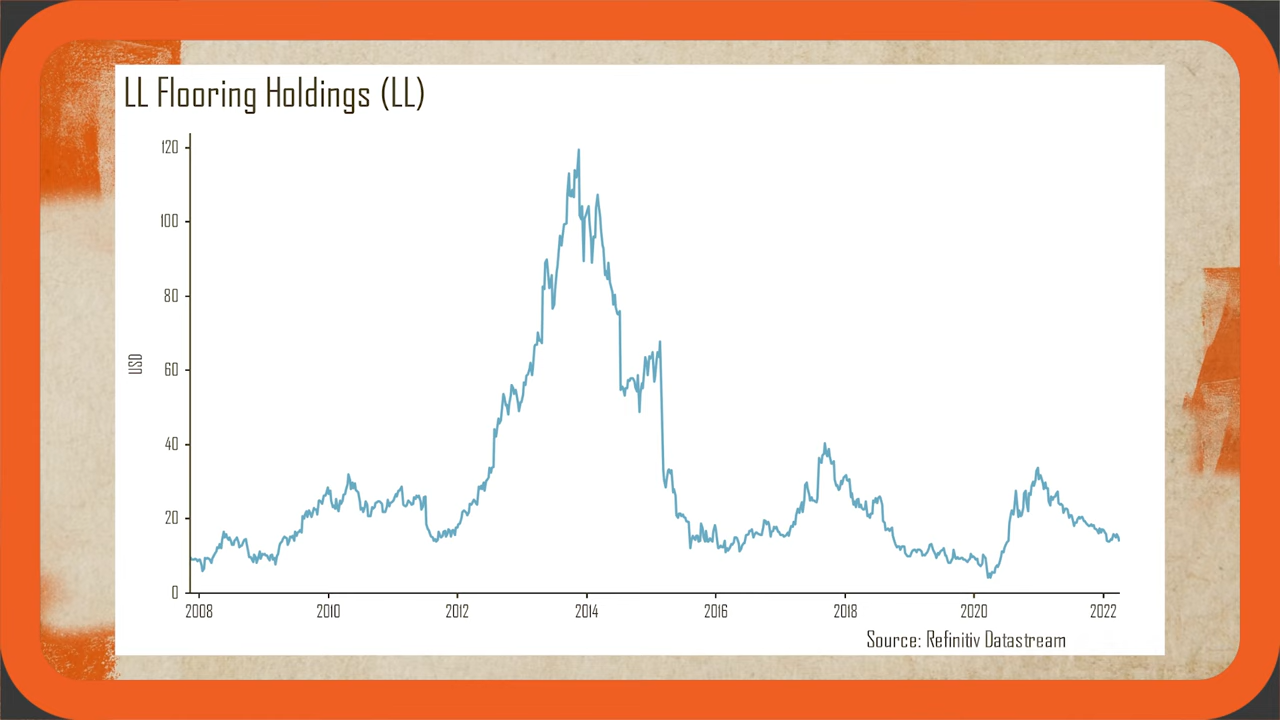 LL Flooring Holdings (LL)
120
100
80
60
40
20
0
USD
2008 2010 2012 2014 2016 2018 2020 2022
Source: Refinitiv Datastream